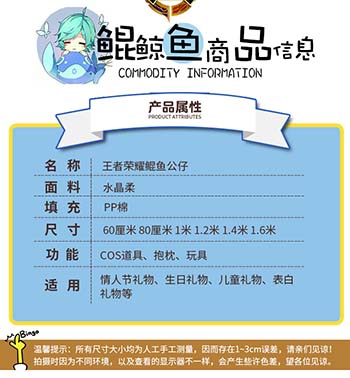 鲲鲸鱼商品信息
COMMODITY INFORMATION
产品属性
PRODUCT ATTRIBUTES
名 称 王者荣耀鲲鱼公仔
面 料 水晶柔
填 充 PP棉
尺 寸 60厘米 80厘米 1米 1.2米 1.4米 1.6米
功 能 COS道具、抱枕、玩具
适 用 情人节礼物、生日礼物、儿童礼物、表白
礼物等
Bingo
温馨提示：所有尺寸大小均为人工手工测量，因而存在1~3cm误差，请亲们见谅！
拍摄时因为不同环境，以及查看的显示器不一样，会产生些许色差，望各位见谅。